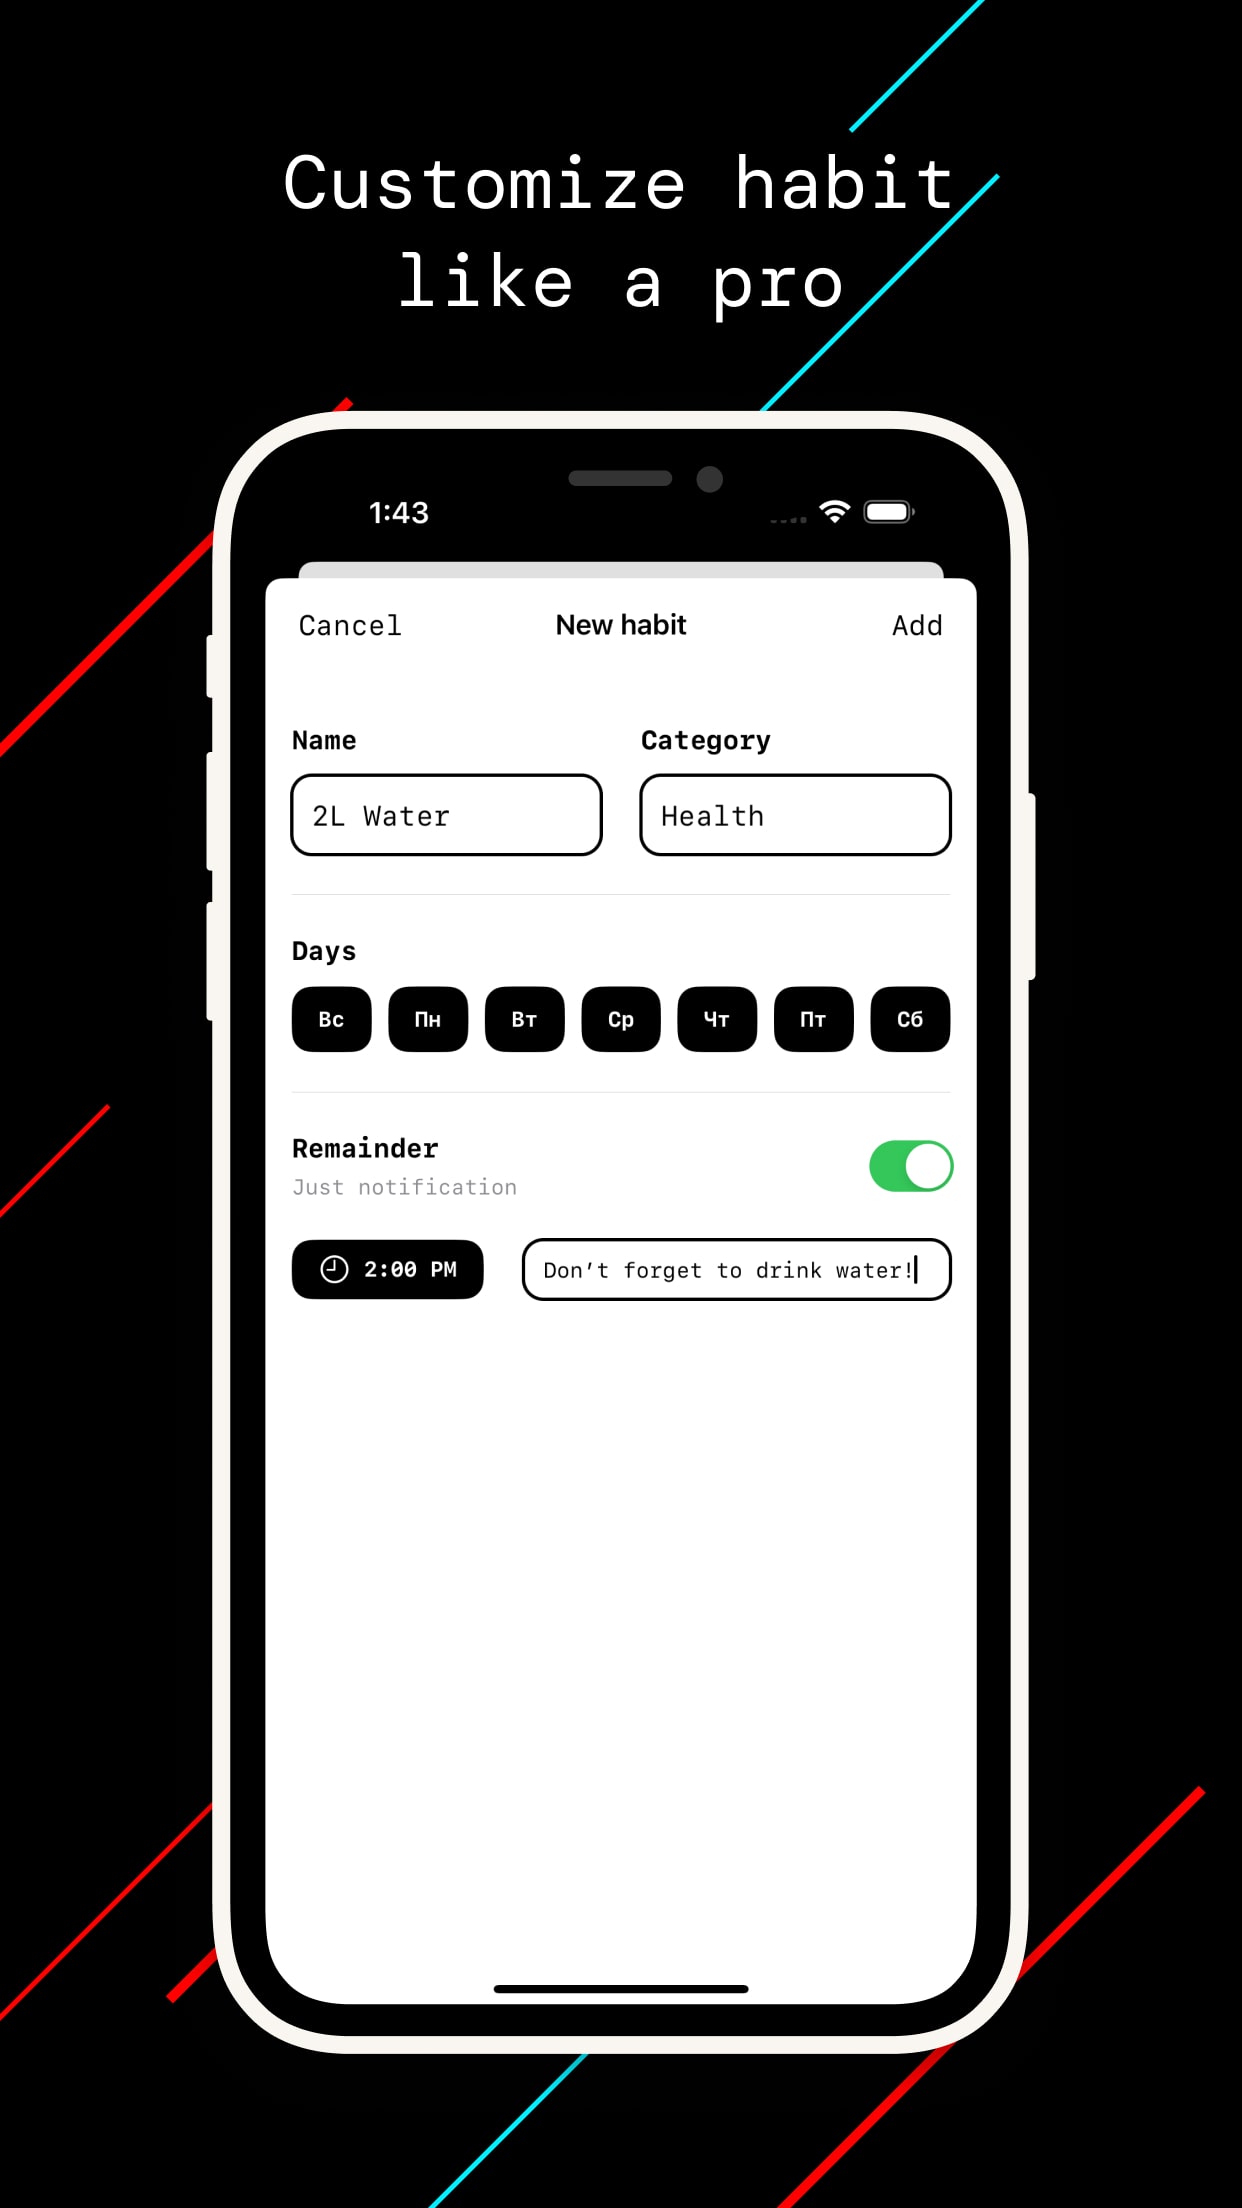 Customize habit
like a pro
1:43
Cancel New habit Add
Name Category
2L Water Health
Days
Вс Пн Вт Ср Чт Пт Сб
Remainder
Just notification
2:00 PM Don’t forget to drink water!